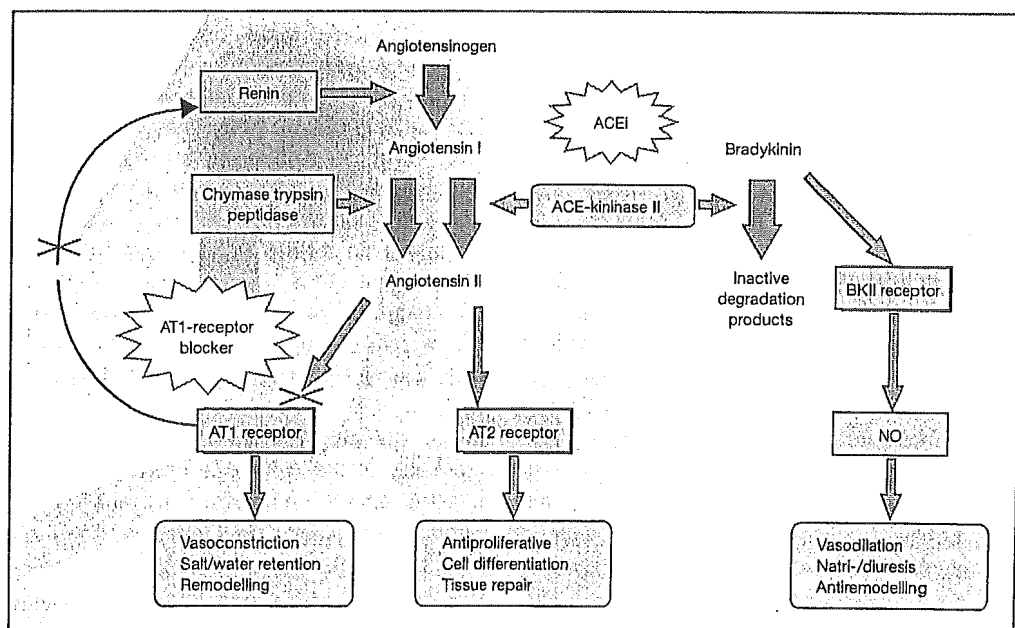 Angiotensinogen
Renin
ACEi
Angiotensin I
Bradykinin
Chymase trypsin
peptidase
ACE-kininase II
Angiotensin II
Inactive
degradation
products
BKII receptor
AT1-receptor
blocker
AT1 receptor
AT2 receptor
NO
Vasoconstriction
Salt/water retention
Remodelling
Antiproliferative
Cell differentiation
Tissue repair
Vasodilation
Natri-/diuresis
Antiremodelling